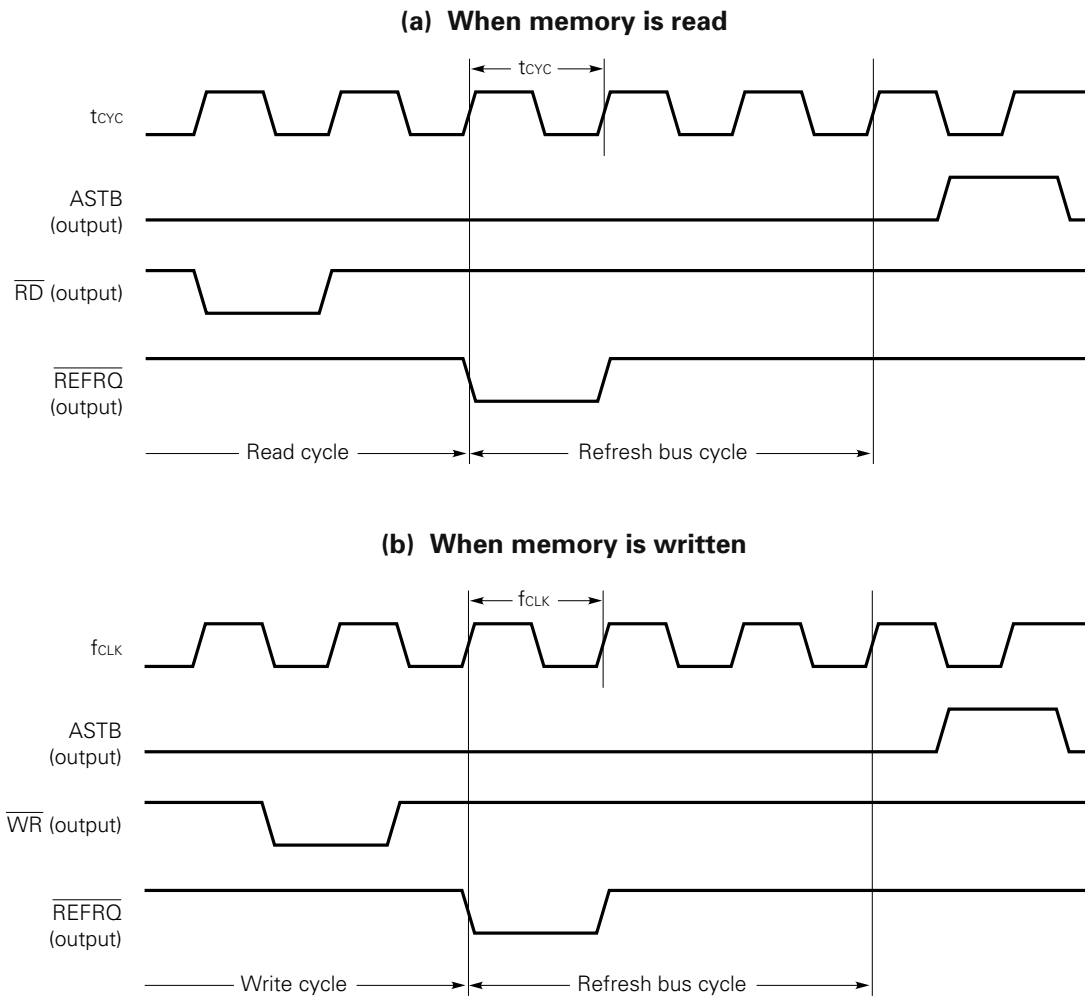 (a) When memory is read
tCYC
tCYC
ASTB
(output)
RD (output)
REFRQ
(output)
Read cycle
Refresh bus cycle
(b) When memory is written
fCLK
fCLK
ASTB
(output)
WR (output)
REFRQ
(output)
Write cycle
Refresh bus cycle